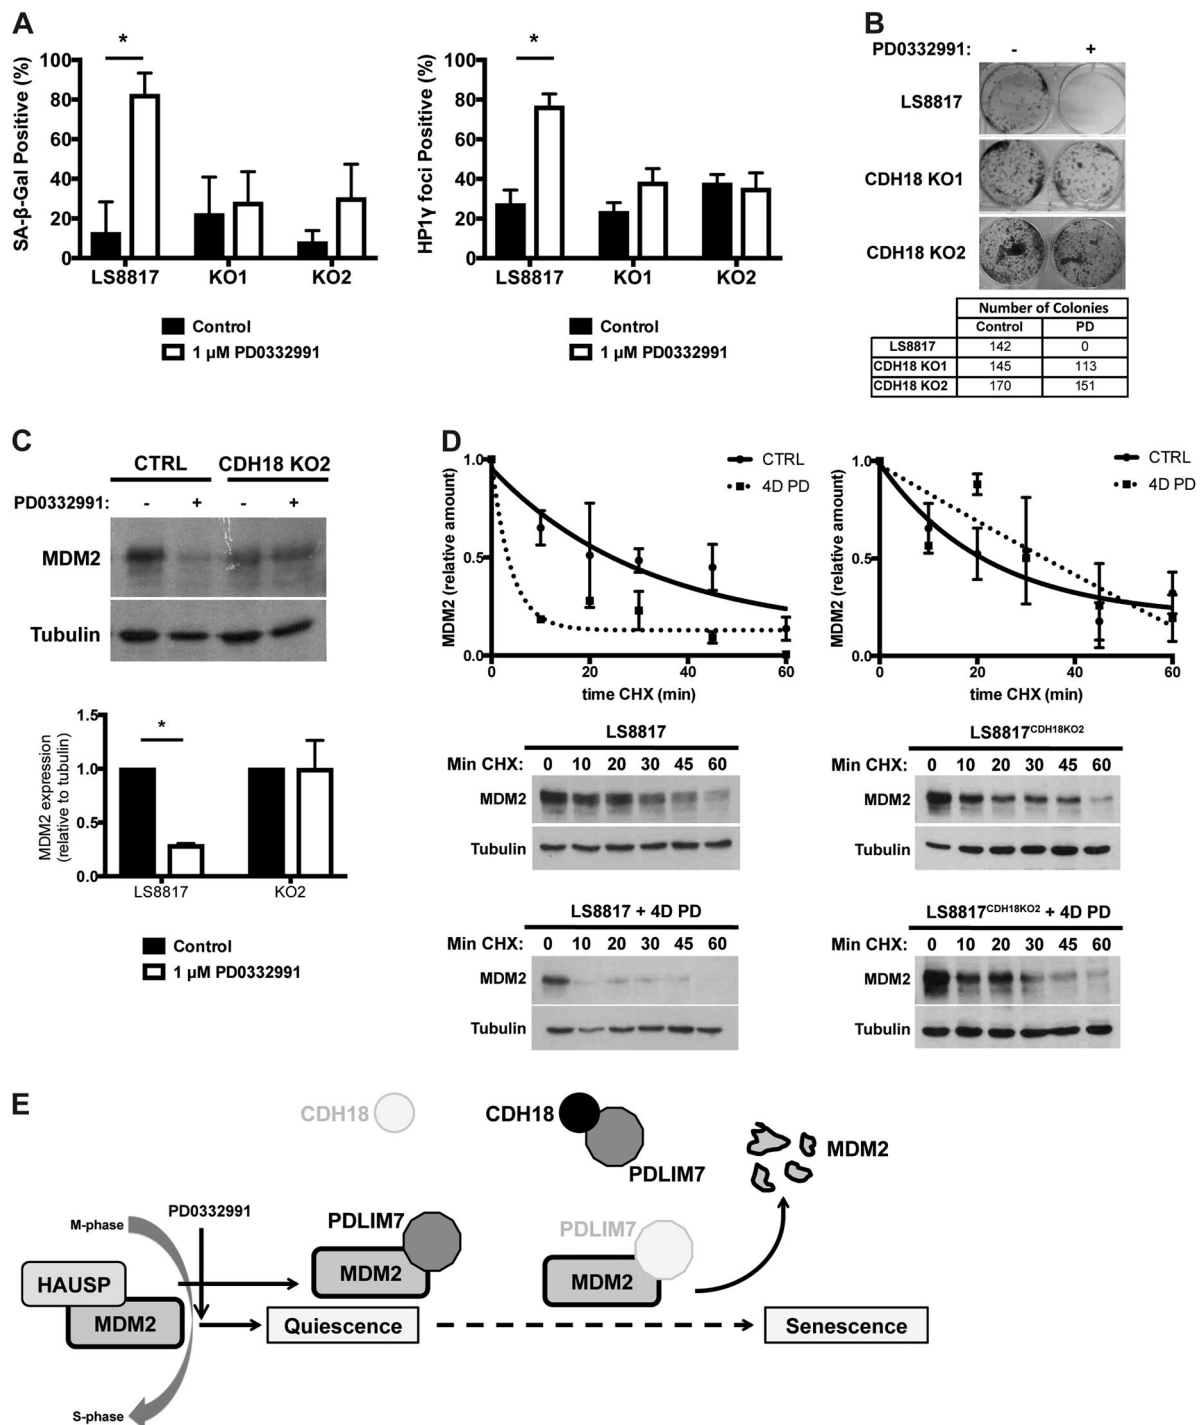 A
SA-β-Gal Positive (%)
100
80
60
40
20
0
*
LS8817 KO1 KO2
Control
1 µM PD0332991
HP1γ foci Positive (%)
100
80
60
40
20
0
*
LS8817 KO1 KO2
Control
1 µM PD0332991
B
PD0332991: - +
LS8817
CDH18 KO1
CDH18 KO2
Number of Colonies
Control PD
LS8817 142 0
CDH18 KO1 145 113
CDH18 KO2 170 151
C
CTRL CDH18 KO2
PD0332991: - + - +
MDM2
Tubulin
MDM2 expression
(relative to tubulin)
1.5
1.0
0.5
0.0
*
LS8817 KO2
Control
1 µM PD0332991
D
MDM2 (relative amount)
1.0
0.5
0.0
0 20 40 60
time CHX (min)
CTRL
4D PD
MDM2 (relative amount)
1.0
0.5
0.0
0 20 40 60
time CHX (min)
CTRL
4D PD
LS8817
Min CHX: 0 10 20 30 45 60
MDM2
Tubulin
LS8817CDH18KO2
Min CHX: 0 10 20 30 45 60
MDM2
Tubulin
LS8817 + 4D PD
Min CHX: 0 10 20 30 45 60
MDM2
Tubulin
LS8817CDH18KO2 + 4D PD
Min CHX: 0 10 20 30 45 60
MDM2
Tubulin
E
CDH18
CDH18
PDLIM7
MDM2
PD0332991
M-phase
PDLIM7
PDLIM7
HAUSP
MDM2
MDM2
MDM2
Quiescence
Senescence
S-phase